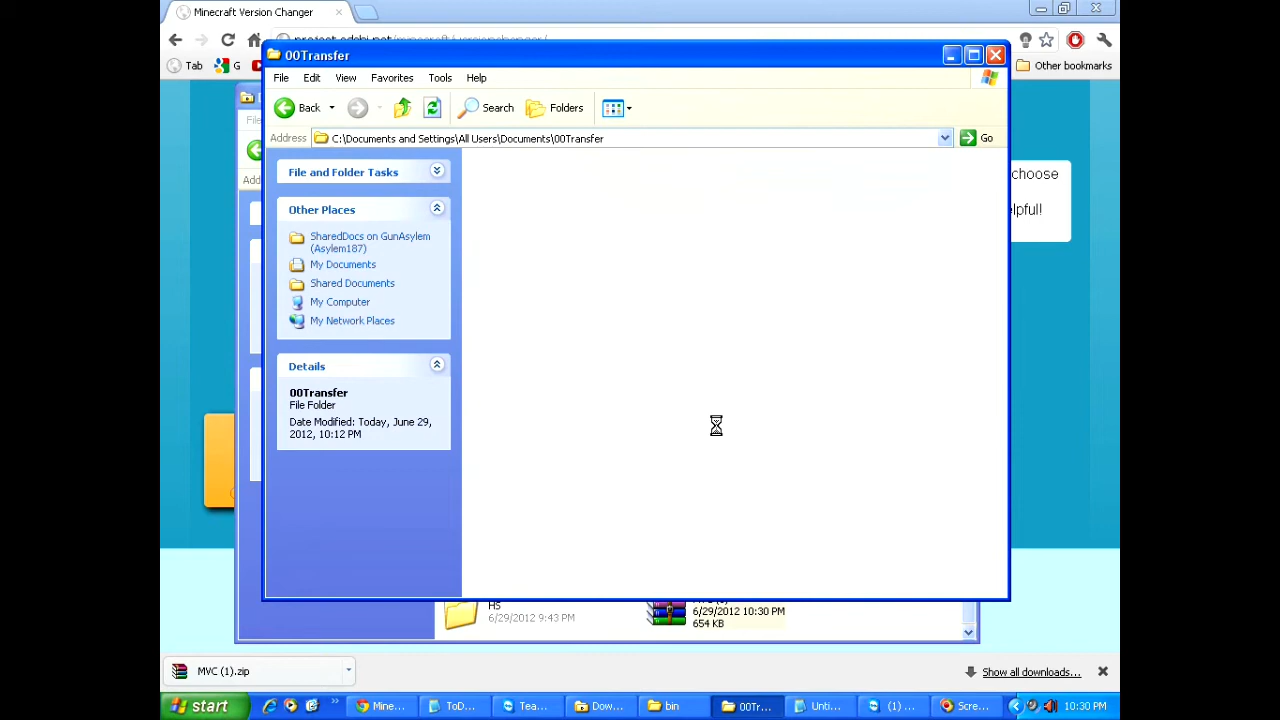 Minecraft Version Changer
Tab
G
Other bookmarks
00Transfer
File Edit View Favorites Tools Help
Back
Search
Folders
Address
C:\Documents and Settings\All Users\Documents\00Transfer
Go
File and Folder Tasks
Other Places
SharedDocs on GunAsylem
(Asylem187)
My Documents
Shared Documents
My Computer
My Network Places
Details
00Transfer
File Folder
Date Modified: Today, June 29,
2012, 10:12 PM
choose
elpful!
HS
6/29/2012 9:43 PM
6/29/2012 10:30 PM
654 KB
MVC (1).zip
Show all downloads...
start
Mine...
ToD...
Tea...
Dow...
bin
00Tr...
Unti...
(1) ...
Scre...
10:30 PM